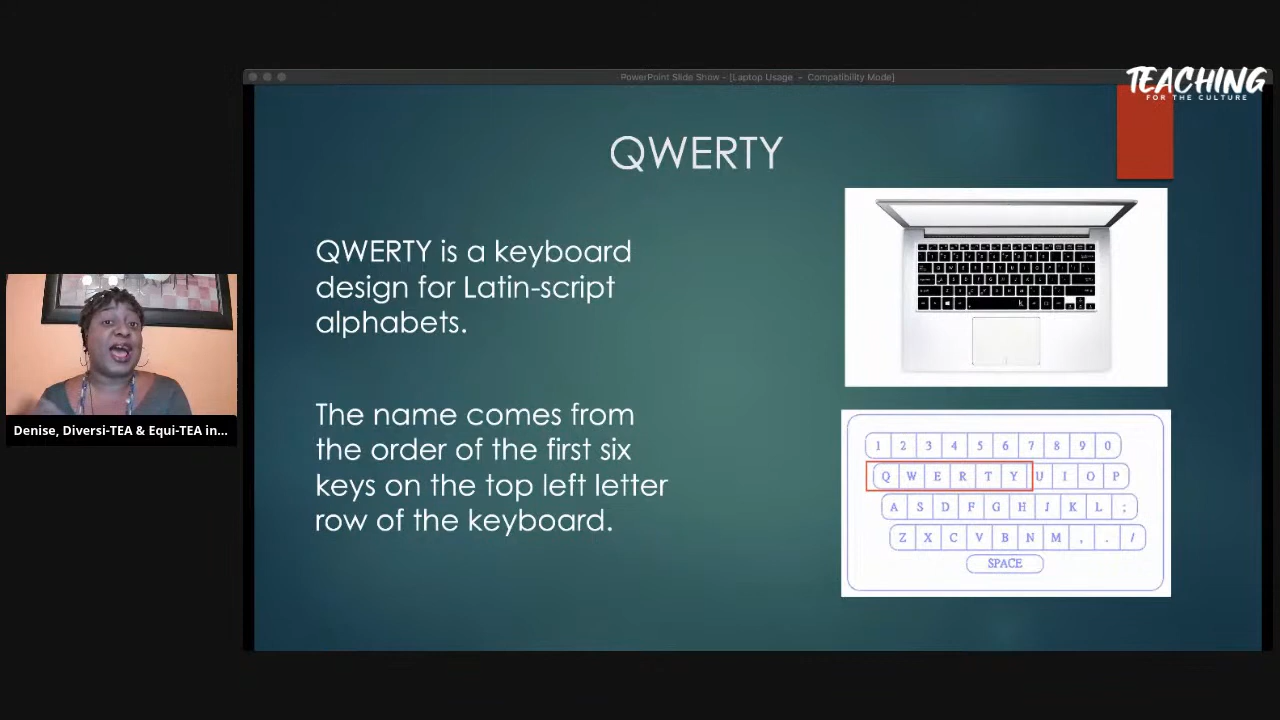 PowerPoint Slide Show - [Laptop Usage - Compatibility Mode]
TEACHING
FOR THE CULTURE
QWERTY
QWERTY is a keyboard
design for Latin-script
alphabets.
The name comes from
the order of the first six
keys on the top left letter
row of the keyboard.
1 2 3 4 5 6 7 8 9 0
Q W E R T Y U I O P
A S D F G H J K L ;
Z X C V B N M , . /
SPACE
Denise, Diversi-TEA & Equi-TEA in...